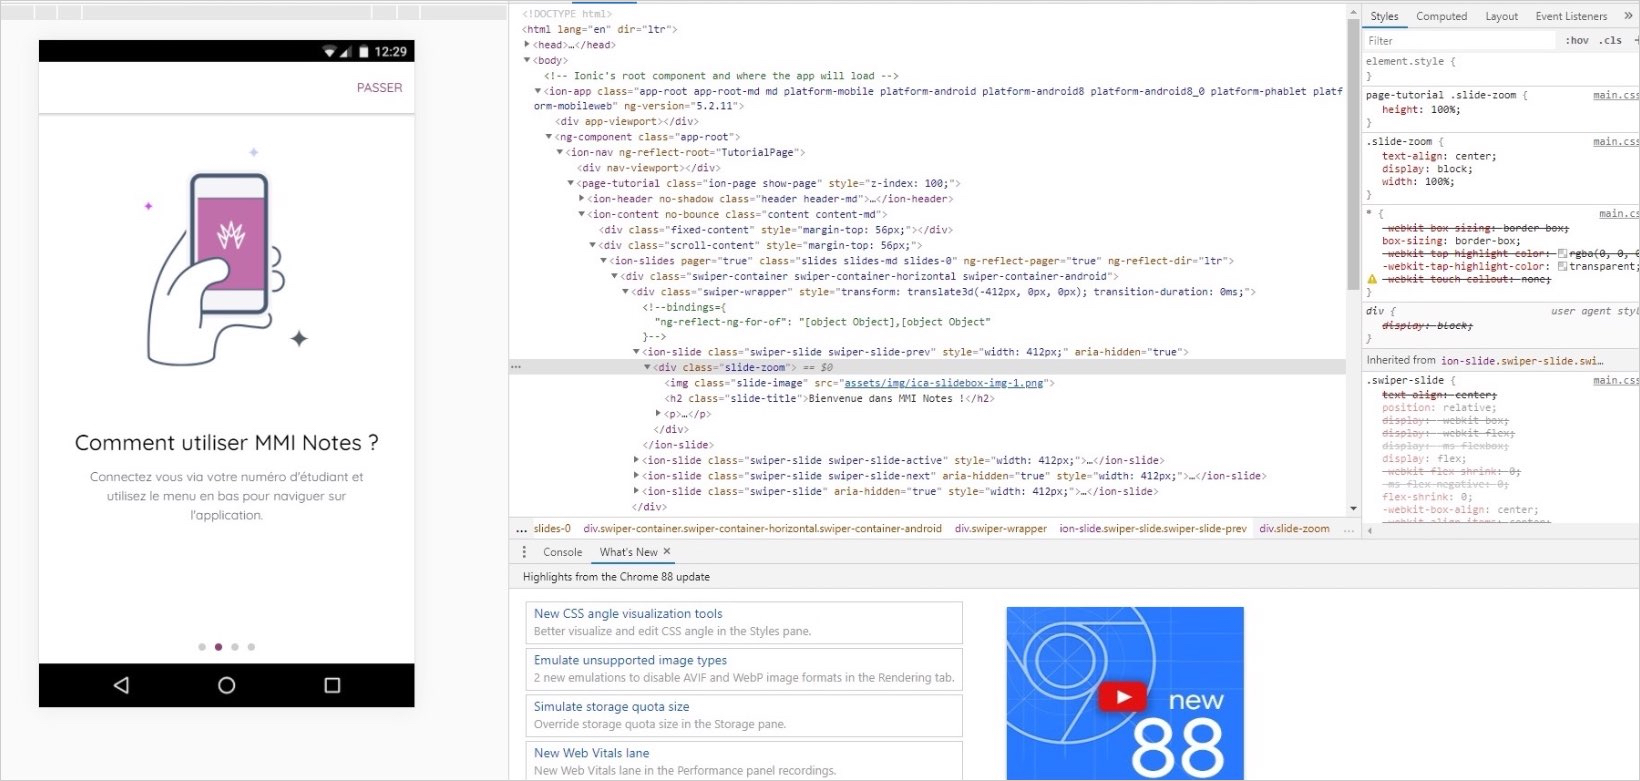 12:29
PASSER
Comment utiliser MMI Notes ?
Connectez vous via votre numéro d'étudiant et
utilisez le menu en bas pour naviguer sur
l'application.
<!DOCTYPE html>
<html lang="en" dir="ltr">
▶<head>…</head>
▼<body>
<!-- Ionic's root component and where the app will load -->
▼<ion-app class="app-root app-root-md md platform-mobile platform-android platform-android8 platform-android8_0 platform-phablet platf
orm-mobileweb" ng-version="5.2.11">
<div app-viewport></div>
▼<ng-component class="app-root">
▼<ion-nav ng-reflect-root="TutorialPage">
<div nav-viewport></div>
▼<page-tutorial class="ion-page show-page" style="z-index: 100;">
▶<ion-header no-shadow class="header header-md">…</ion-header>
▼<ion-content no-bounce class="content content-md">
<div class="fixed-content" style="margin-top: 56px;"></div>
▼<div class="scroll-content" style="margin-top: 56px;">
▼<ion-slides pager="true" class="slides slides-md slides-0" ng-reflect-pager="true" ng-reflect-dir="ltr">
▼<div class="swiper-container swiper-container-horizontal swiper-container-android">
▼<div class="swiper-wrapper" style="transform: translate3d(-412px, 0px, 0px); transition-duration: 0ms;">
<!--bindings={
"ng-reflect-ng-for-of": "[object Object],[object Object"
}-->
▼<ion-slide class="swiper-slide swiper-slide-prev" style="width: 412px;" aria-hidden="true">
… ▼<div class="slide-zoom"> == $0
<img class="slide-image" src="assets/img/ica-slidebox-img-1.png">
<h2 class="slide-title">Bienvenue dans MMI Notes !</h2>
▶<p>…</p>
</div>
</ion-slide>
▶<ion-slide class="swiper-slide swiper-slide-active" style="width: 412px;">…</ion-slide>
▶<ion-slide class="swiper-slide swiper-slide-next" aria-hidden="true" style="width: 412px;">…</ion-slide>
▶<ion-slide class="swiper-slide" aria-hidden="true" style="width: 412px;">…</ion-slide>
</div>
… slides-0 div.swiper-container.swiper-container-horizontal.swiper-container-android div.swiper-wrapper ion-slide.swiper-slide.swiper-slide-prev div.slide-zoom …
Styles Computed Layout Event Listeners »
Filter :hov .cls +
element.style {
}
page-tutorial .slide-zoom { main.css
height: 100%;
}
.slide-zoom { main.css
text-align: center;
display: block;
width: 100%;
}
* { main.cs
-webkit-box-sizing: border-box;
box-sizing: border-box;
-webkit-tap-highlight-color: rgba(0, 0, 0
-webkit-tap-highlight-color: transparent;
-webkit-touch-callout: none;
}
div { user agent styl
display: block;
}
Inherited from ion-slide.swiper-slide.swi…
.swiper-slide { main.css
text-align: center;
position: relative;
display: -webkit-box;
display: -webkit-flex;
display: -ms-flexbox;
display: flex;
-webkit-flex-shrink: 0;
-ms-flex-negative: 0;
flex-shrink: 0;
-webkit-box-align: center;
-webkit-align-items: center;
Console What's New ×
Highlights from the Chrome 88 update
New CSS angle visualization tools
Better visualize and edit CSS angle in the Styles pane.
Emulate unsupported image types
2 new emulations to disable AVIF and WebP image formats in the Rendering tab.
Simulate storage quota size
Override storage quota size in the Storage pane.
New Web Vitals lane
New Web Vitals lane in the Performance panel recordings.
new
88